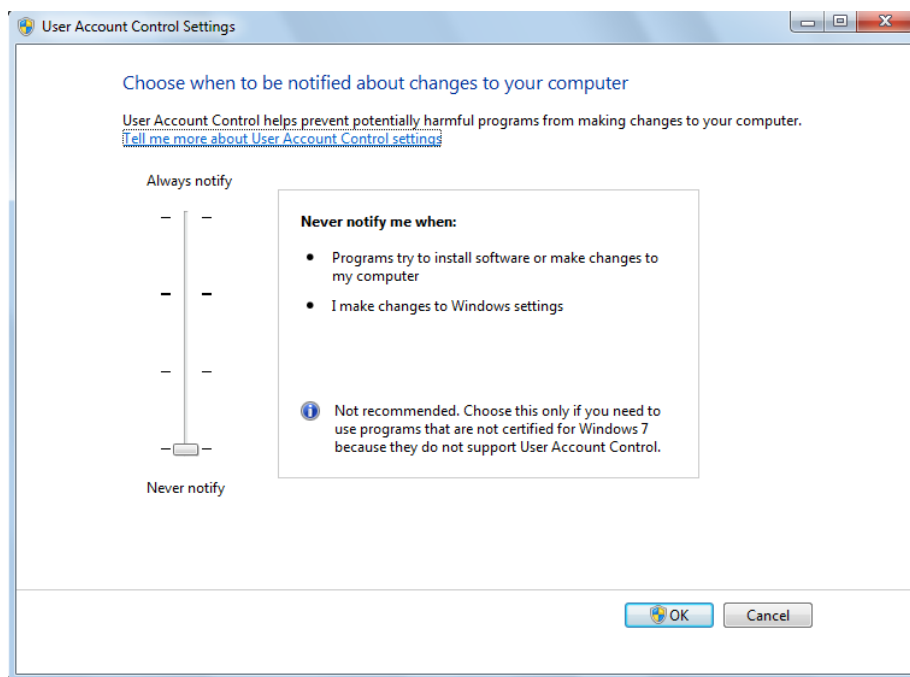 User Account Control Settings
Choose when to be notified about changes to your computer
User Account Control helps prevent potentially harmful programs from making changes to your computer.
Tell me more about User Account Control settings
Always notify
Never notify me when:
Programs try to install software or make changes to
my computer
I make changes to Windows settings
Not recommended. Choose this only if you need to
use programs that are not certified for Windows 7
because they do not support User Account Control.
Never notify
OK
Cancel